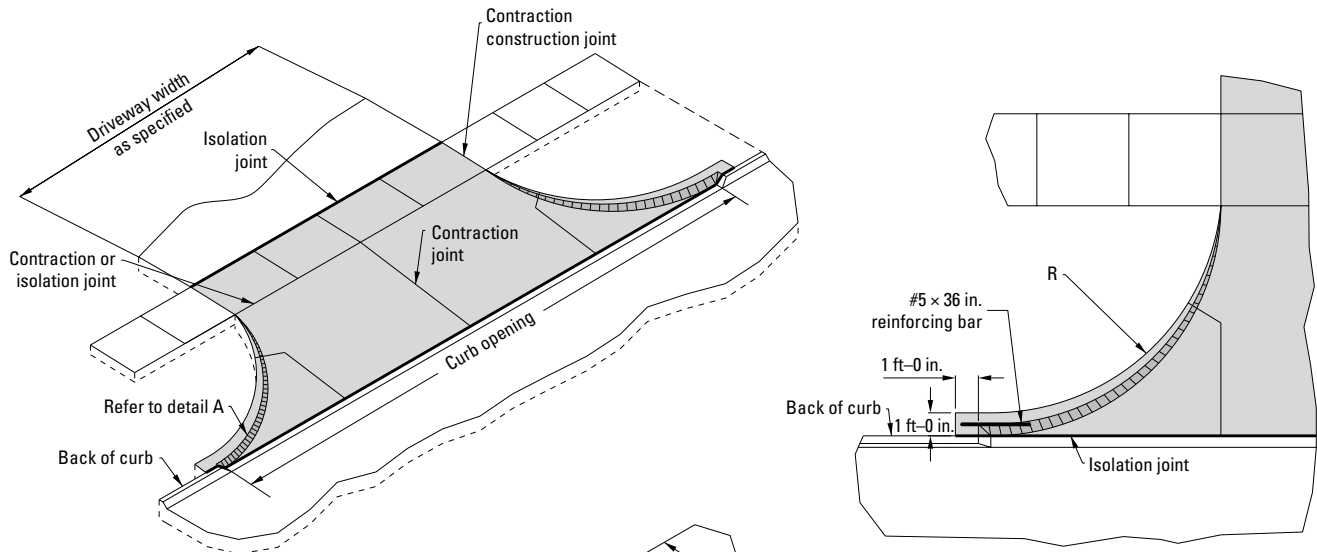 Contraction
construction joint
Driveway width
as specified
Isolation
joint
Contraction
joint
Contraction or
isolation joint
Curb opening
Refer to detail A
Back of curb
R
#5 × 36 in.
reinforcing bar
1 ft–0 in.
Back of curb
1 ft–0 in.
Isolation joint